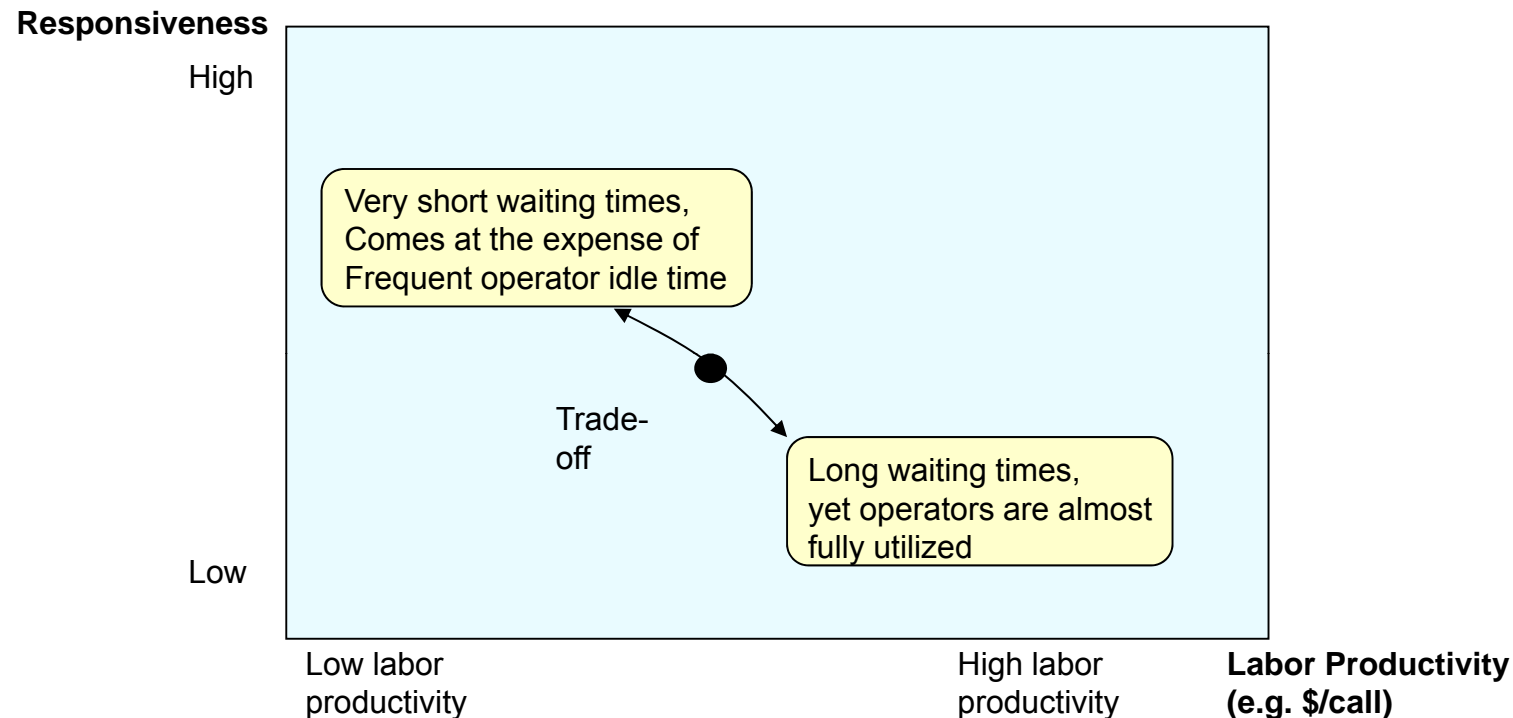 Responsiveness
High
Very short waiting times,
Comes at the expense of
Frequent operator idle time
Trade-
off
Long waiting times,
yet operators are almost
fully utilized
Low
Low labor
productivity
High labor
productivity
Labor Productivity
(e.g. $/call)